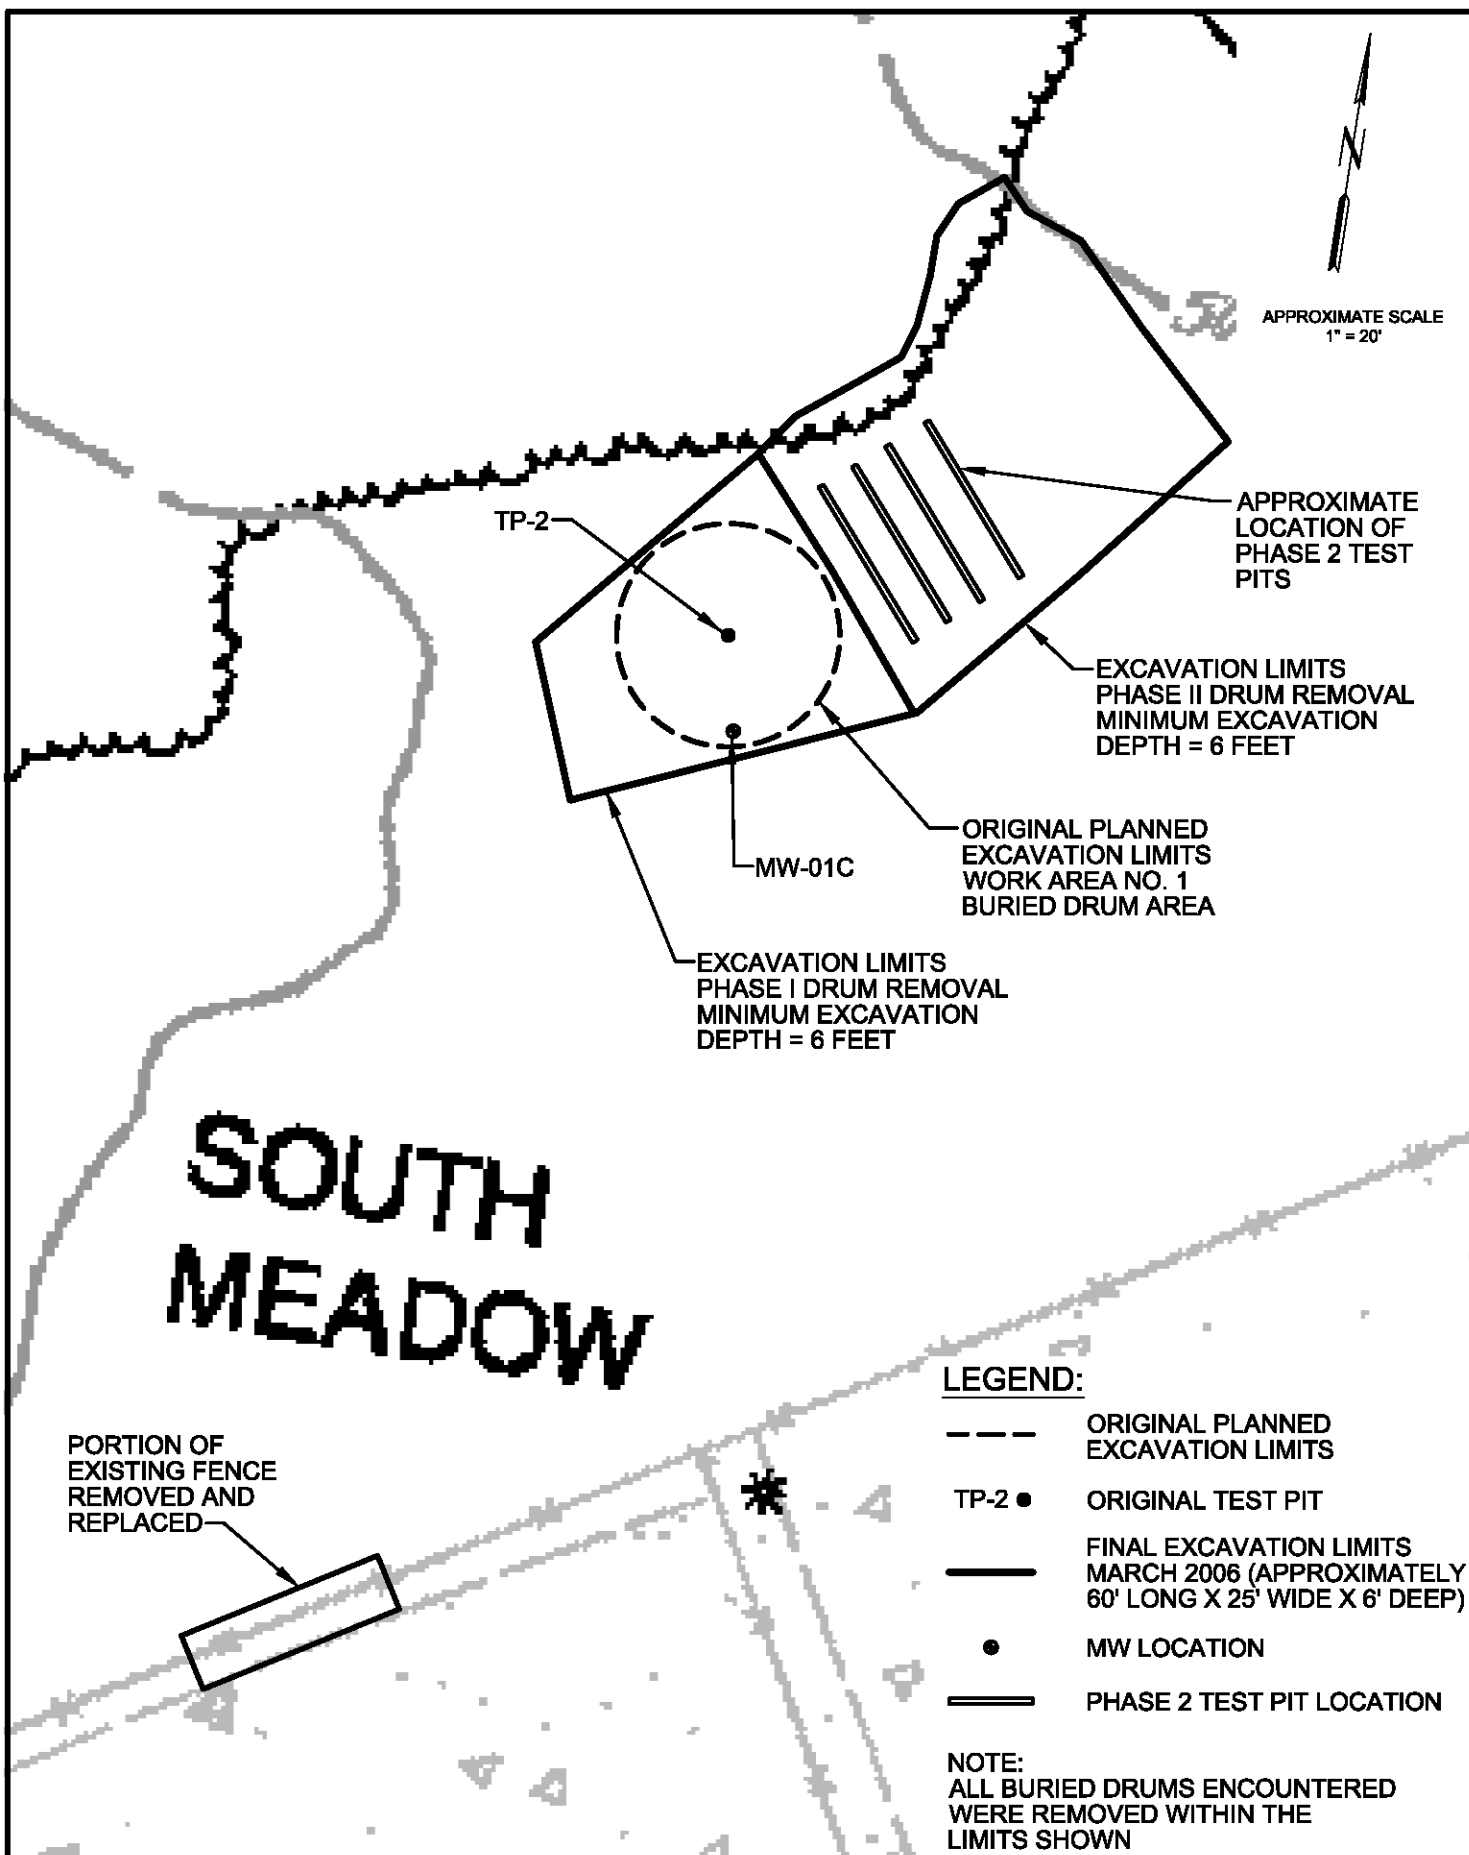 N
APPROXIMATE SCALE
1" = 20'
TP-2
APPROXIMATE
LOCATION OF
PHASE 2 TEST
PITS
EXCAVATION LIMITS
PHASE II DRUM REMOVAL
MINIMUM EXCAVATION
DEPTH = 6 FEET
ORIGINAL PLANNED
EXCAVATION LIMITS
WORK AREA NO. 1
BURIED DRUM AREA
MW-01C
EXCAVATION LIMITS
PHASE I DRUM REMOVAL
MINIMUM EXCAVATION
DEPTH = 6 FEET
SOUTH
MEADOW
PORTION OF
EXISTING FENCE
REMOVED AND
REPLACED
LEGEND:
ORIGINAL PLANNED
EXCAVATION LIMITS
TP-2 ORIGINAL TEST PIT
FINAL EXCAVATION LIMITS
MARCH 2006 (APPROXIMATELY
60' LONG X 25' WIDE X 6' DEEP)
MW LOCATION
PHASE 2 TEST PIT LOCATION
NOTE:
ALL BURIED DRUMS ENCOUNTERED
WERE REMOVED WITHIN THE
LIMITS SHOWN